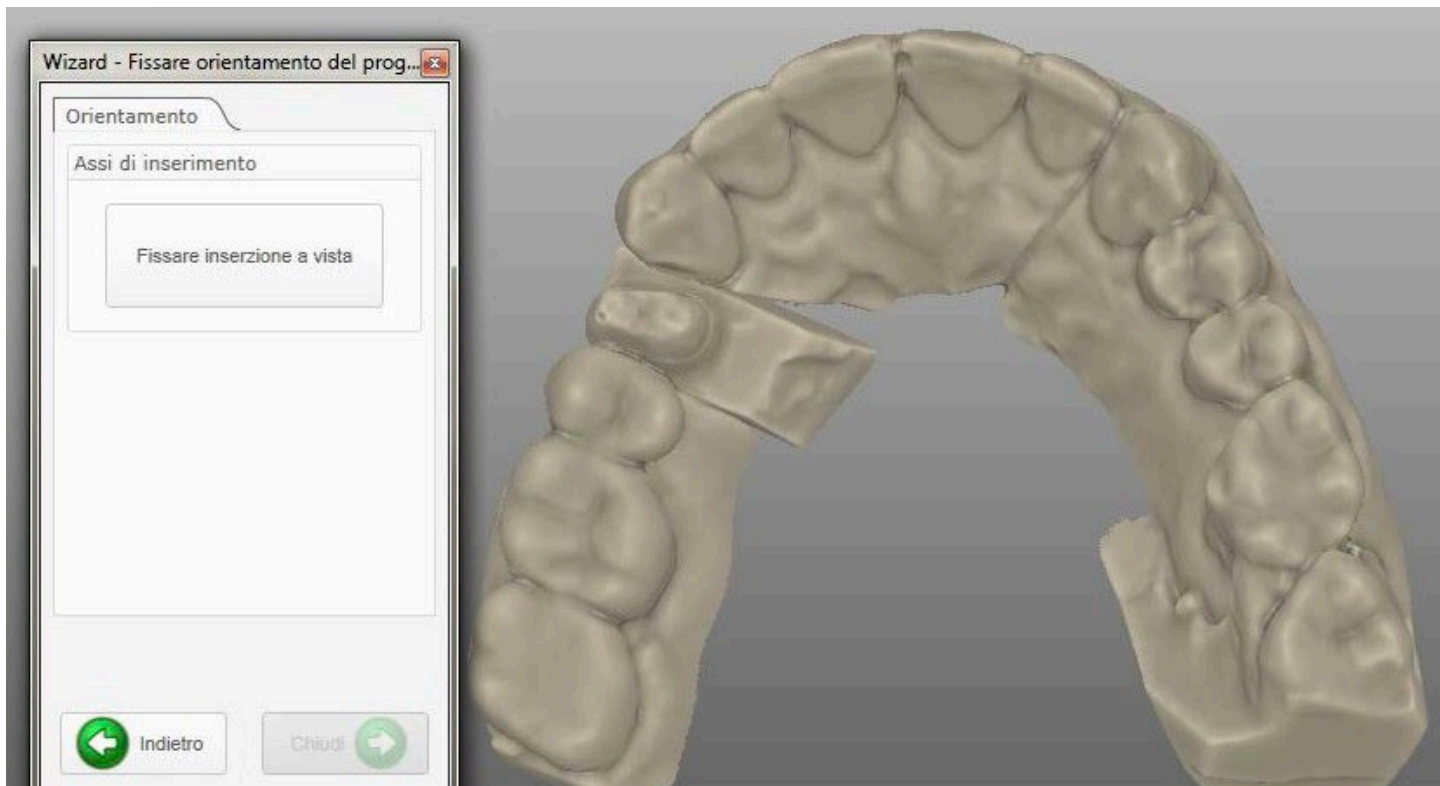 Wizard - Fissare orientamento del prog...
Orientamento
Assi di inserimento
Fissare inserzione a vista
Indietro
Chiudi